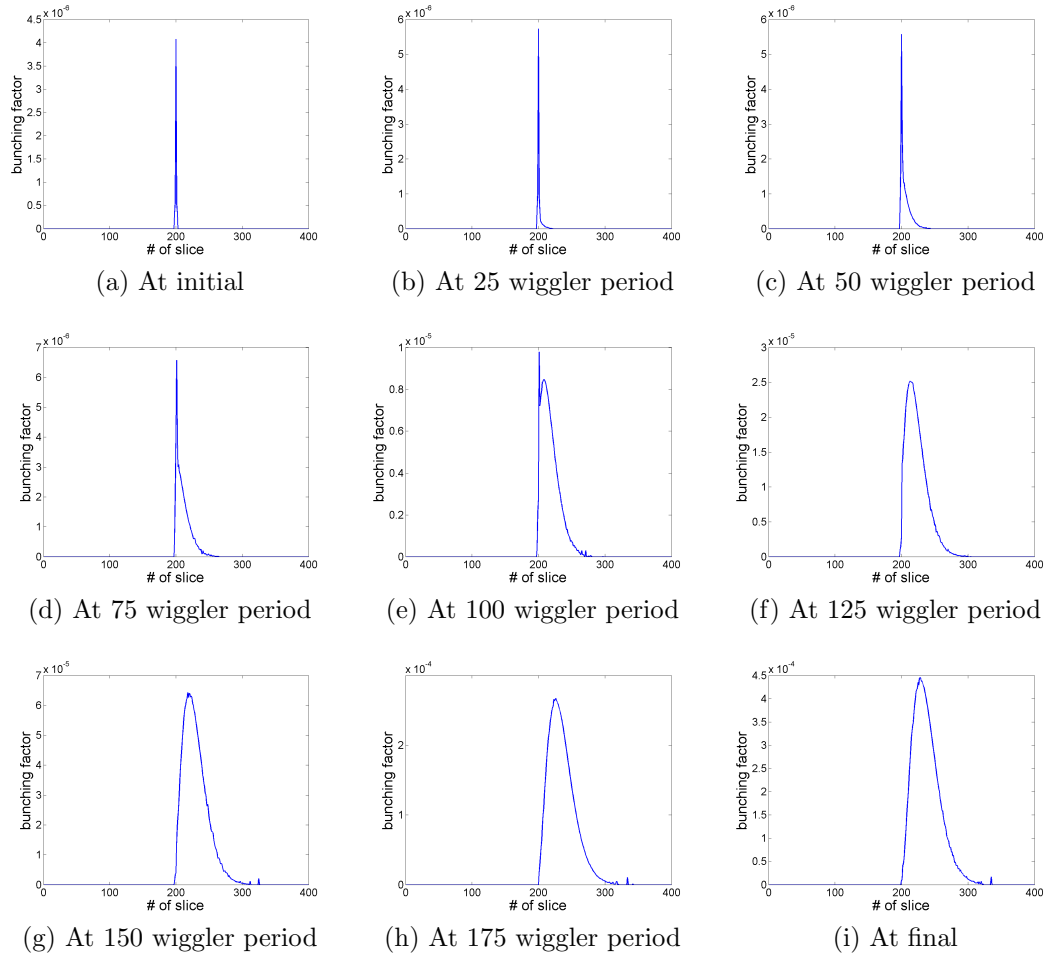 x 10-6
4.5
4
3.5
3
2.5
2
1.5
1
0.5
0
bunching factor
0 100 200 300 400
# of slice
(a) At initial
x 10-6
6
5
4
3
2
1
0
bunching factor
0 100 200 300 400
# of slice
(b) At 25 wiggler period
x 10-6
6
5
4
3
2
1
0
bunching factor
0 100 200 300 400
# of slice
(c) At 50 wiggler period
x 10-6
7
6
5
4
3
2
1
0
bunching factor
0 100 200 300 400
# of slice
(d) At 75 wiggler period
x 10-5
1
0.8
0.6
0.4
0.2
0
bunching factor
0 100 200 300 400
# of slice
(e) At 100 wiggler period
x 10-5
3
2.5
2
1.5
1
0.5
0
bunching factor
0 100 200 300 400
# of slice
(f) At 125 wiggler period
x 10-5
7
6
5
4
3
2
1
0
bunching factor
0 100 200 300 400
# of slice
(g) At 150 wiggler period
x 10-4
2
1
0
bunching factor
0 100 200 300 400
# of slice
(h) At 175 wiggler period
x 10-4
4.5
4
3.5
3
2.5
2
1.5
1
0.5
0
bunching factor
0 100 200 300 400
# of slice
(i) At final